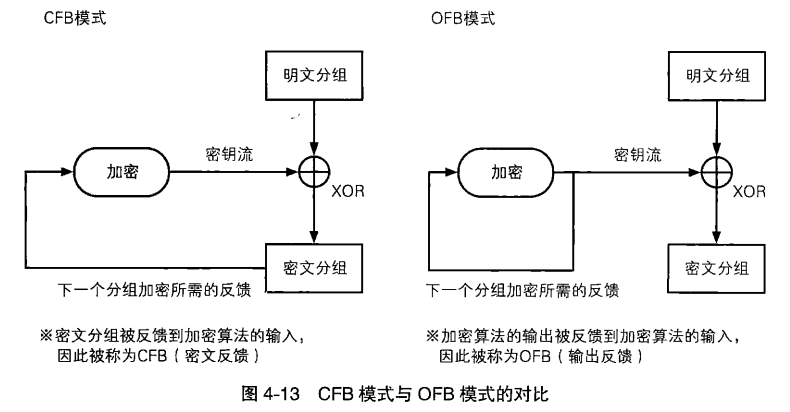 CFB模式
明文分组
加密
密钥流
XOR
密文分组
下一个分组加密所需的反馈
※密文分组被反馈到加密算法的输入，
因此被称为CFB（密文反馈）
OFB模式
明文分组
加密
密钥流
XOR
密文分组
下一个分组加密所需的反馈
※加密算法的输出被反馈到加密算法的输入，
因此被称为OFB（输出反馈）
图 4-13 CFB 模式与 OFB 模式的对比